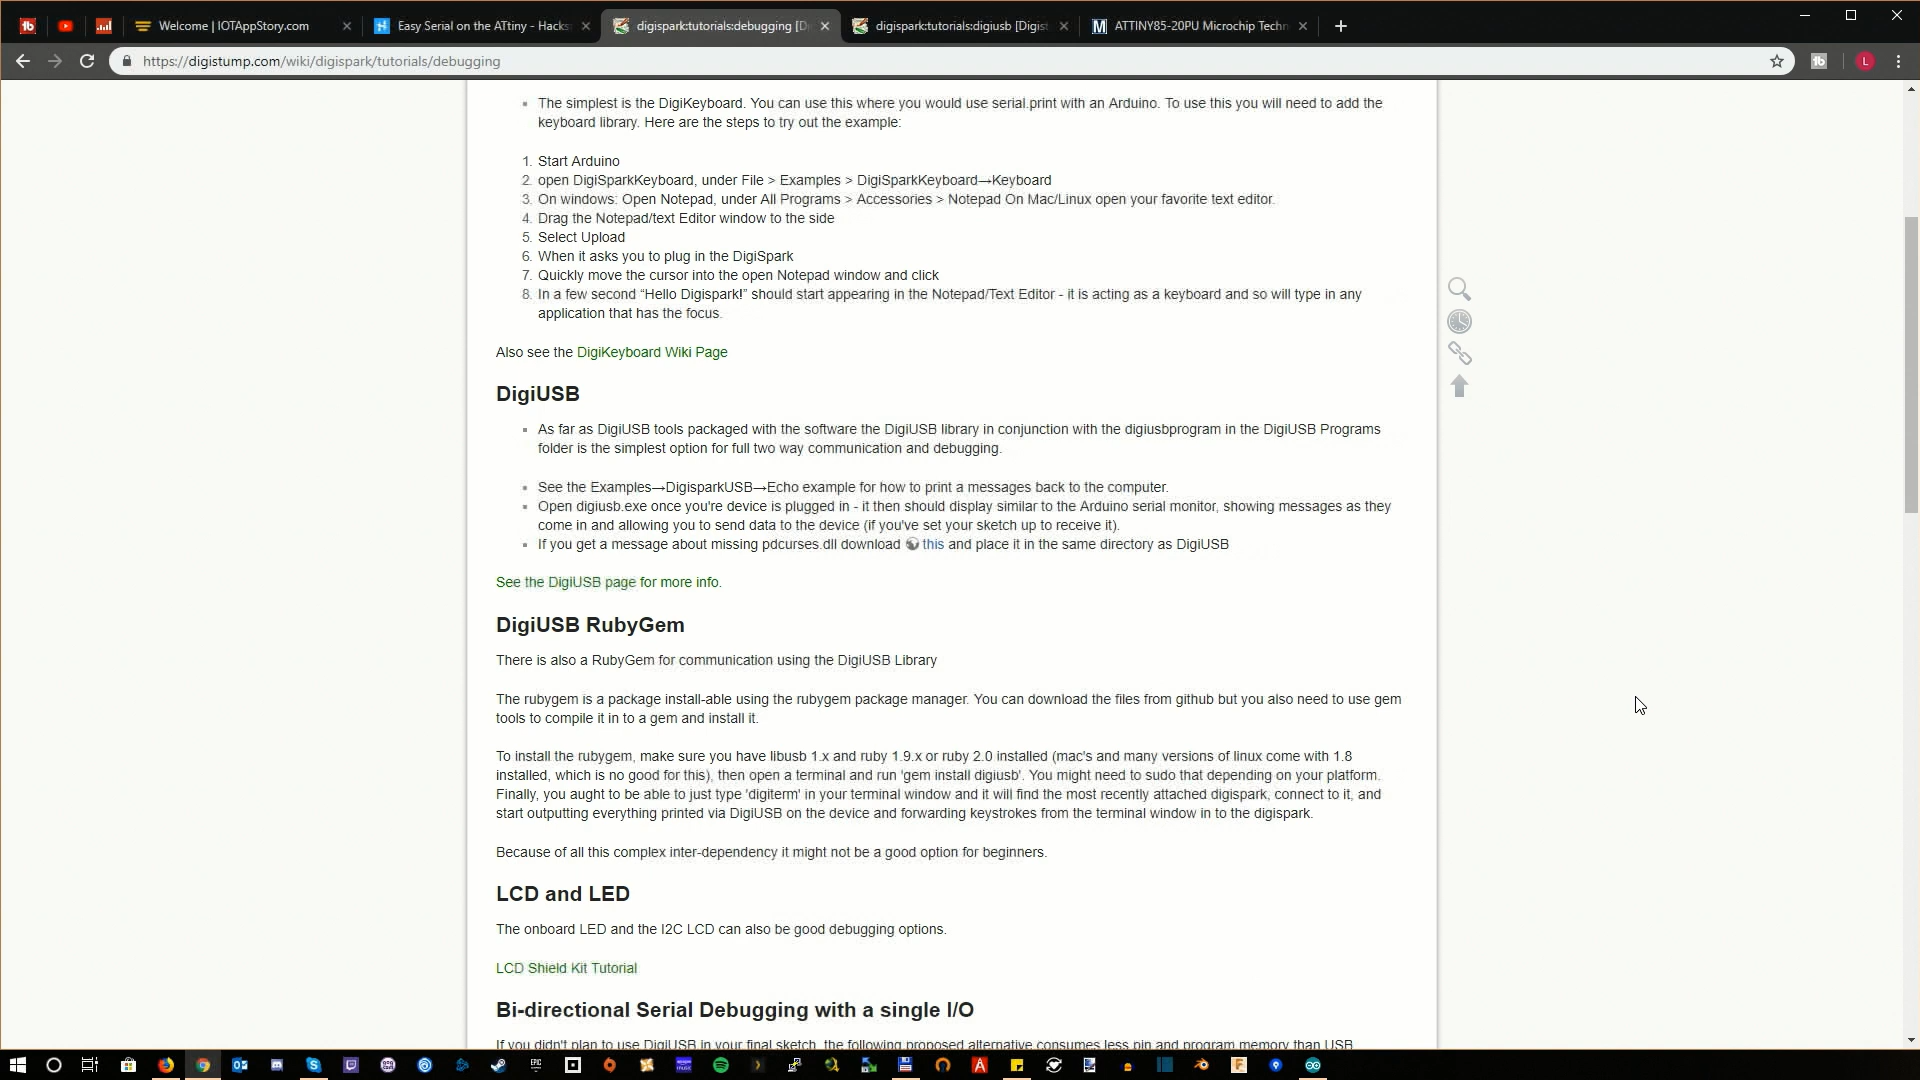 Welcome | IOTAppStory.com
Easy Serial on the ATtiny - Hacks
digispark:tutorials:debugging [D
digispark:tutorials:digiusb [Digist
ATTINY85-20PU Microchip Techn
https://digistump.com/wiki/digispark/tutorials/debugging
The simplest is the DigiKeyboard. You can use this where you would use serial.print with an Arduino. To use this you will need to add the
keyboard library. Here are the steps to try out the example:
1. Start Arduino
2. open DigiSparkKeyboard, under File > Examples > DigiSparkKeyboard→Keyboard
3. On windows: Open Notepad, under All Programs > Accessories > Notepad On Mac/Linux open your favorite text editor.
4. Drag the Notepad/text Editor window to the side
5. Select Upload
6. When it asks you to plug in the DigiSpark
7. Quickly move the cursor into the open Notepad window and click
8. In a few second “Hello Digispark!” should start appearing in the Notepad/Text Editor - it is acting as a keyboard and so will type in any
application that has the focus.
Also see the DigiKeyboard Wiki Page
DigiUSB
As far as DigiUSB tools packaged with the software the DigiUSB library in conjunction with the digiusbprogram in the DigiUSB Programs
folder is the simplest option for full two way communication and debugging.
See the Examples→DigisparkUSB→Echo example for how to print a messages back to the computer.
Open digiusb.exe once you're device is plugged in - it then should display similar to the Arduino serial monitor, showing messages as they
come in and allowing you to send data to the device (if you've set your sketch up to receive it).
If you get a message about missing pdcurses.dll download this and place it in the same directory as DigiUSB
See the DigiUSB page for more info.
DigiUSB RubyGem
There is also a RubyGem for communication using the DigiUSB Library
The rubygem is a package install-able using the rubygem package manager. You can download the files from github but you also need to use gem
tools to compile it in to a gem and install it.
To install the rubygem, make sure you have libusb 1.x and ruby 1.9.x or ruby 2.0 installed (mac's and many versions of linux come with 1.8
installed, which is no good for this), then open a terminal and run 'gem install digiusb'. You might need to sudo that depending on your platform.
Finally, you aught to be able to just type 'digiterm' in your terminal window and it will find the most recently attached digispark, connect to it, and
start outputting everything printed via DigiUSB on the device and forwarding keystrokes from the terminal window in to the digispark.
Because of all this complex inter-dependency it might not be a good option for beginners.
LCD and LED
The onboard LED and the I2C LCD can also be good debugging options.
LCD Shield Kit Tutorial
Bi-directional Serial Debugging with a single I/O
If you didn't plan to use DigiUSB in your final sketch, the following proposed alternative consumes less pin and program memory than USB